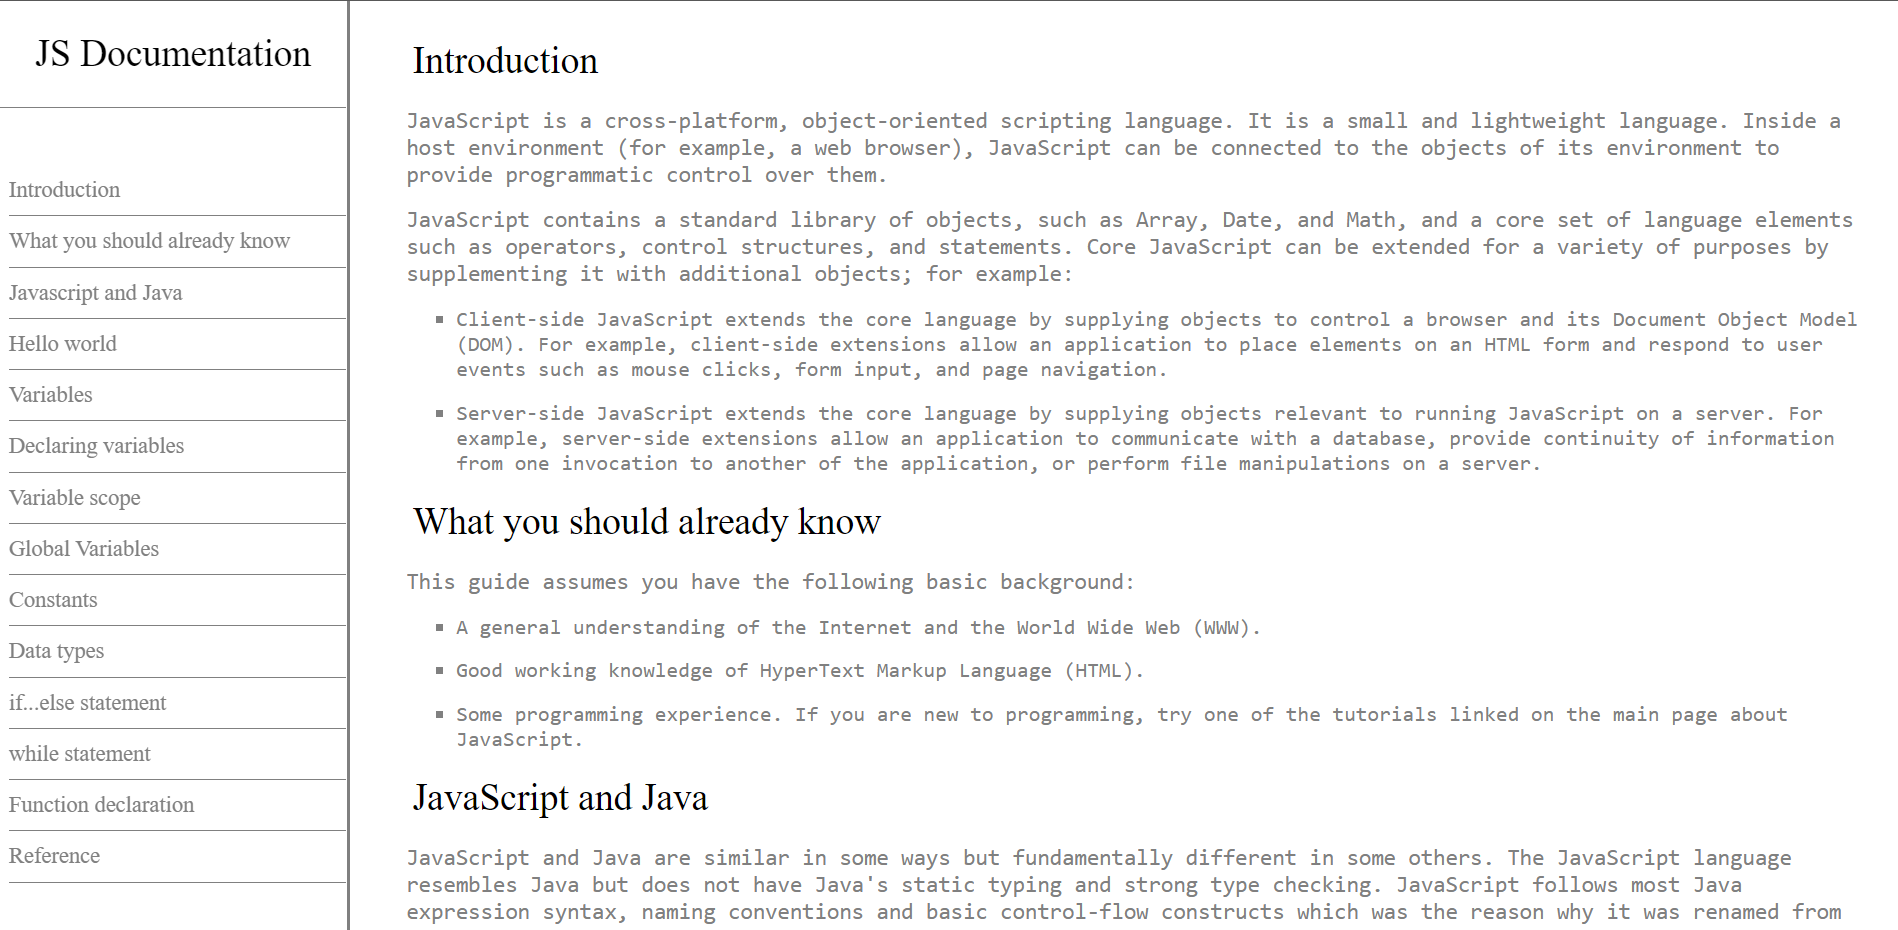 JS Documentation
Introduction
What you should already know
Javascript and Java
Hello world
Variables
Declaring variables
Variable scope
Global Variables
Constants
Data types
if...else statement
while statement
Function declaration
Reference
Introduction
JavaScript is a cross-platform, object-oriented scripting language. It is a small and lightweight language. Inside a
host environment (for example, a web browser), JavaScript can be connected to the objects of its environment to
provide programmatic control over them.
JavaScript contains a standard library of objects, such as Array, Date, and Math, and a core set of language elements
such as operators, control structures, and statements. Core JavaScript can be extended for a variety of purposes by
supplementing it with additional objects; for example:
Client-side JavaScript extends the core language by supplying objects to control a browser and its Document Object Model
(DOM). For example, client-side extensions allow an application to place elements on an HTML form and respond to user
events such as mouse clicks, form input, and page navigation.
Server-side JavaScript extends the core language by supplying objects relevant to running JavaScript on a server. For
example, server-side extensions allow an application to communicate with a database, provide continuity of information
from one invocation to another of the application, or perform file manipulations on a server.
What you should already know
This guide assumes you have the following basic background:
A general understanding of the Internet and the World Wide Web (WWW).
Good working knowledge of HyperText Markup Language (HTML).
Some programming experience. If you are new to programming, try one of the tutorials linked on the main page about
JavaScript.
JavaScript and Java
JavaScript and Java are similar in some ways but fundamentally different in some others. The JavaScript language
resembles Java but does not have Java's static typing and strong type checking. JavaScript follows most Java
expression syntax, naming conventions and basic control-flow constructs which was the reason why it was renamed from